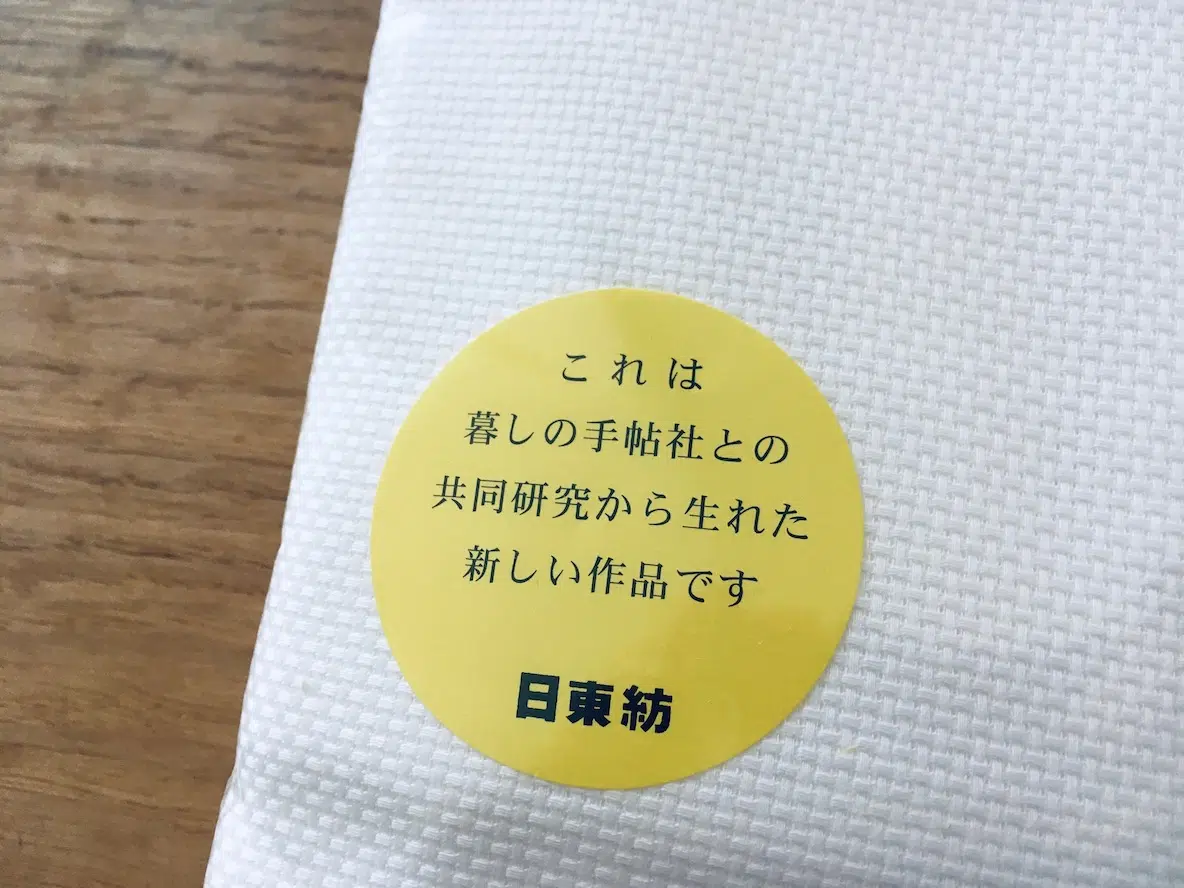 これは
暮しの手帖社との
共同研究から生れた
新しい作品です
日東紡